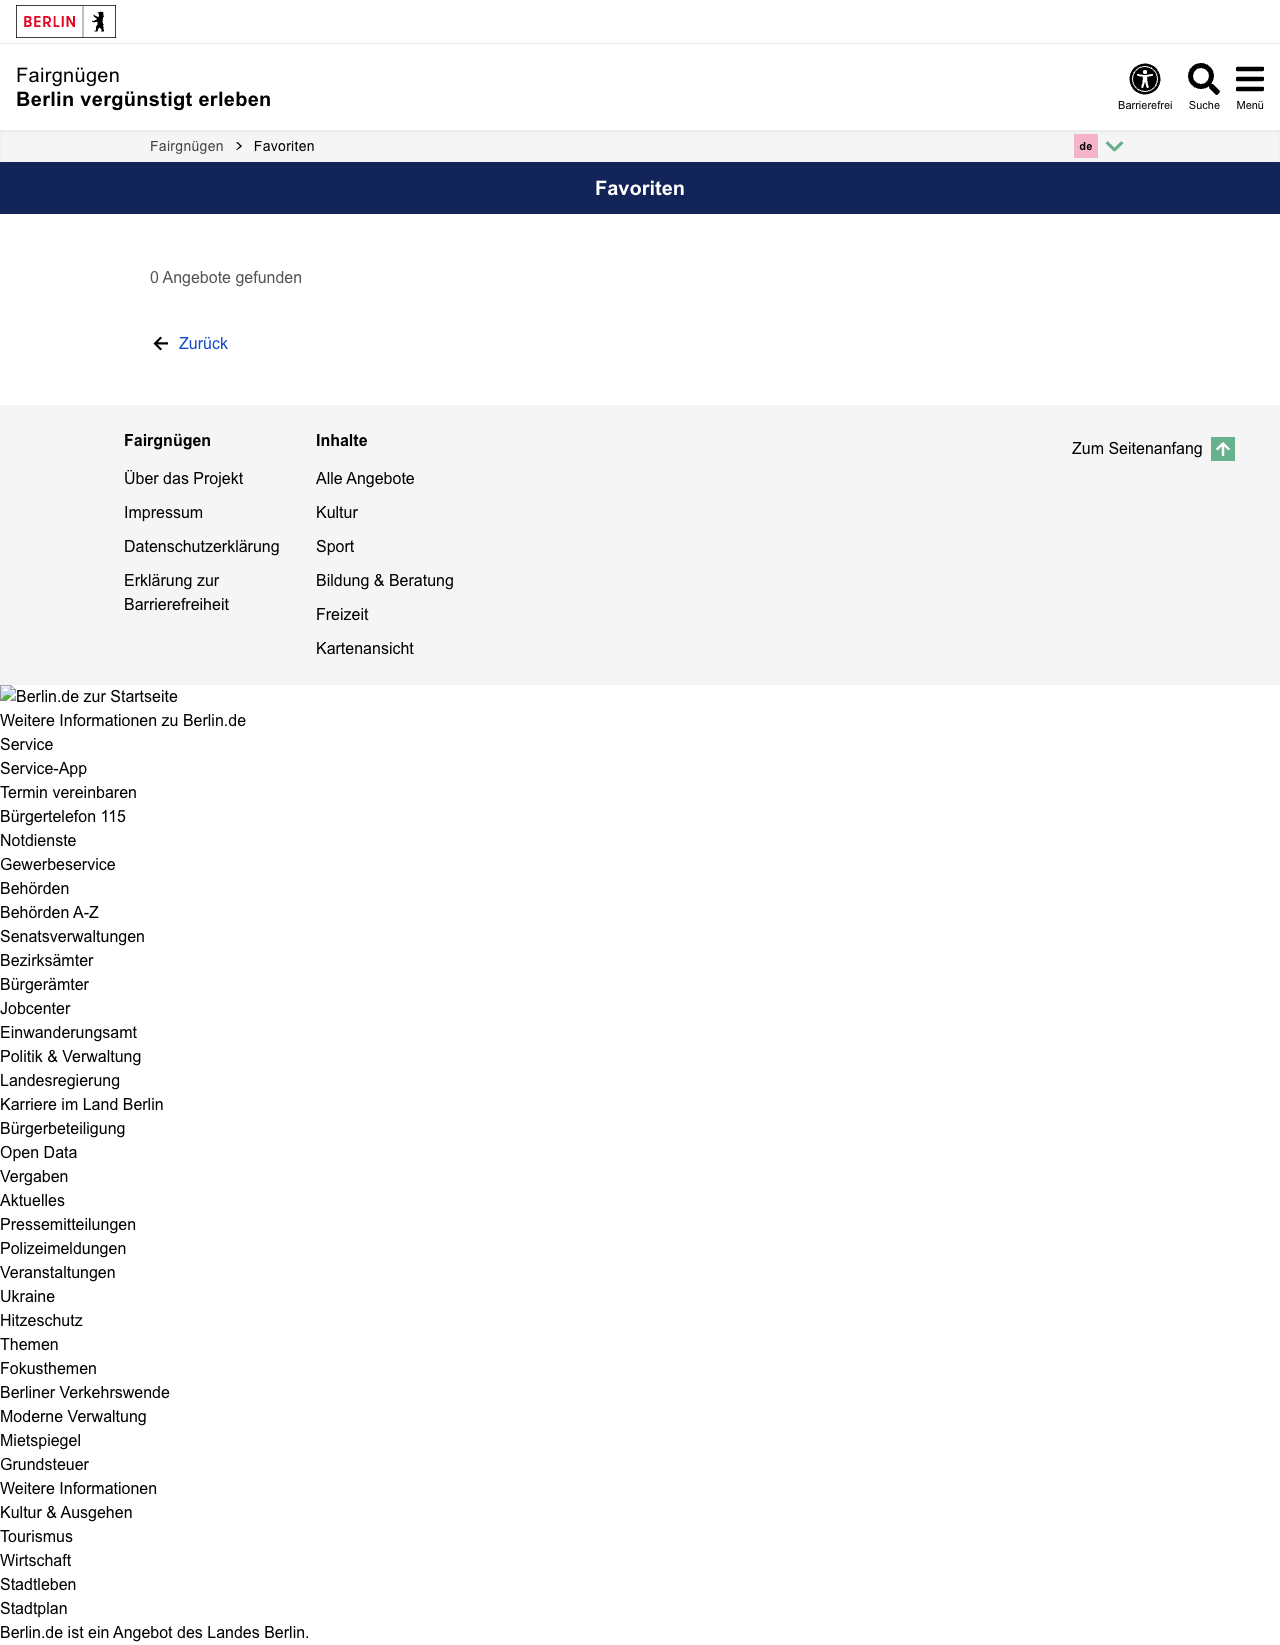 BERLIN
Fairgnügen
Berlin vergünstigt erleben
Barrierefrei
Suche
Menü
Fairgnügen > Favoriten
de
Favoriten
0 Angebote gefunden
Zurück
Fairgnügen
Über das Projekt
Impressum
Datenschutzerklärung
Erklärung zur
Barrierefreiheit
Inhalte
Alle Angebote
Kultur
Sport
Bildung & Beratung
Freizeit
Kartenansicht
Zum Seitenanfang
Berlin.de zur Startseite
Weitere Informationen zu Berlin.de
Service
Service-App
Termin vereinbaren
Bürgertelefon 115
Notdienste
Gewerbeservice
Behörden
Behörden A-Z
Senatsverwaltungen
Bezirksämter
Bürgerämter
Jobcenter
Einwanderungsamt
Politik & Verwaltung
Landesregierung
Karriere im Land Berlin
Bürgerbeteiligung
Open Data
Vergaben
Aktuelles
Pressemitteilungen
Polizeimeldungen
Veranstaltungen
Ukraine
Hitzeschutz
Themen
Fokusthemen
Berliner Verkehrswende
Moderne Verwaltung
Mietspiegel
Grundsteuer
Weitere Informationen
Kultur & Ausgehen
Tourismus
Wirtschaft
Stadtleben
Stadtplan
Berlin.de ist ein Angebot des Landes Berlin.